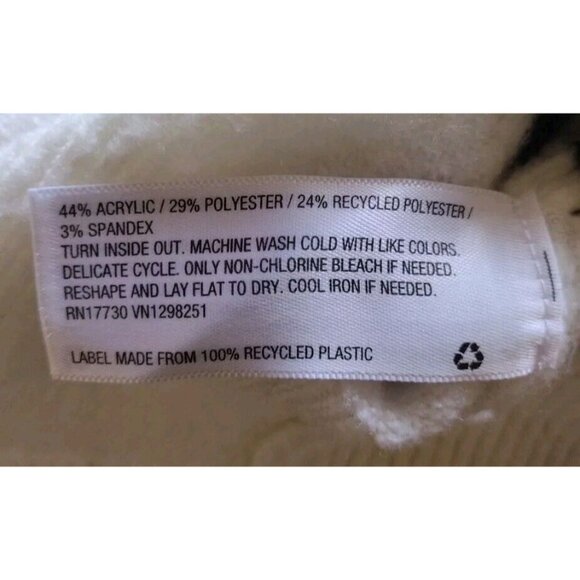 44% ACRYLIC / 29% POLYESTER / 24% RECYCLED POLYESTER /
3% SPANDEX
TURN INSIDE OUT. MACHINE WASH COLD WITH LIKE COLORS.
DELICATE CYCLE. ONLY NON-CHLORINE BLEACH IF NEEDED.
RESHAPE AND LAY FLAT TO DRY. COOL IRON IF NEEDED.
RN17730 VN1298251
LABEL MADE FROM 100% RECYCLED PLASTIC